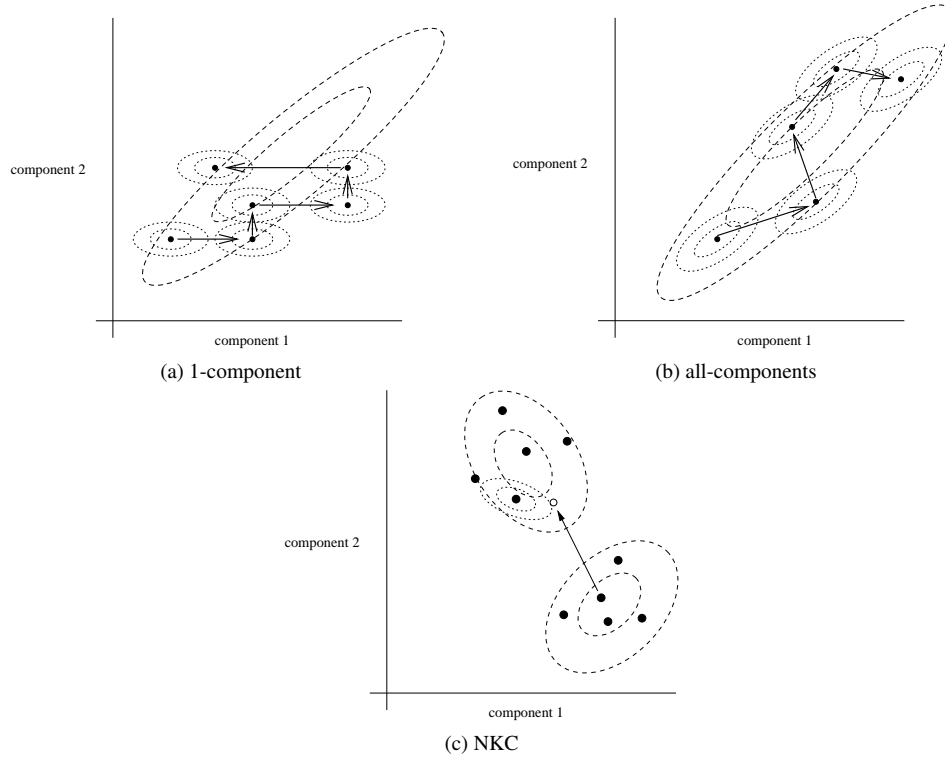 component 2
component 1
(a) 1-component
component 2
component 1
(b) all-components
component 2
component 1
(c) NKC